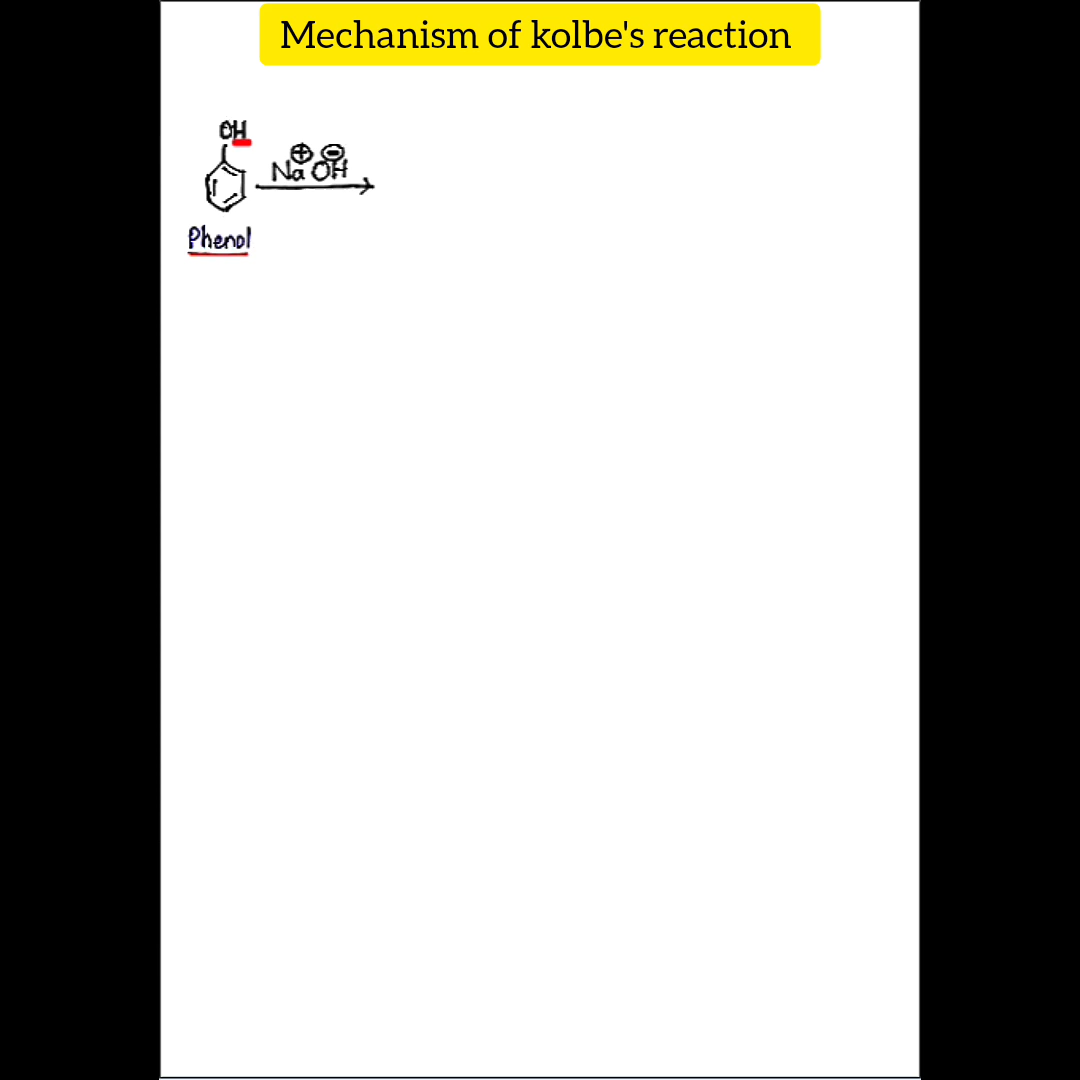 Mechanism of kolbe's reaction
OH
Na⊕ OH⊖
Phenol